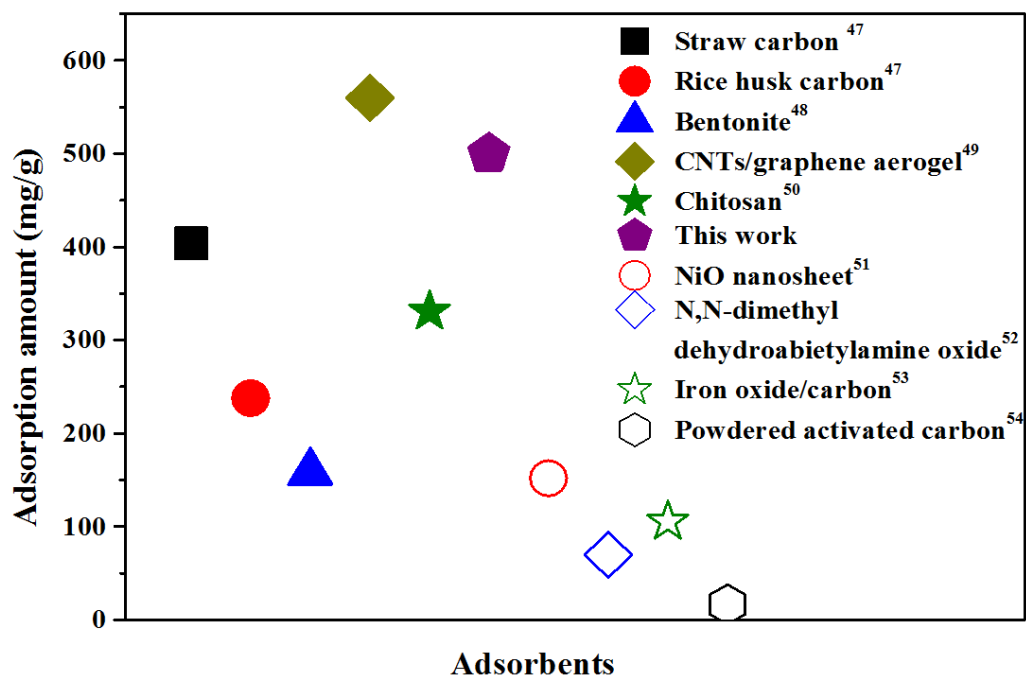 Adsorption amount (mg/g)
600
500
400
300
200
100
0
Straw carbon 47
Rice husk carbon47
Bentonite48
CNTs/graphene aerogel49
Chitosan50
This work
NiO nanosheet51
N,N-dimethyl
dehydroabietylamine oxide52
Iron oxide/carbon53
Powdered activated carbon54
Adsorbents